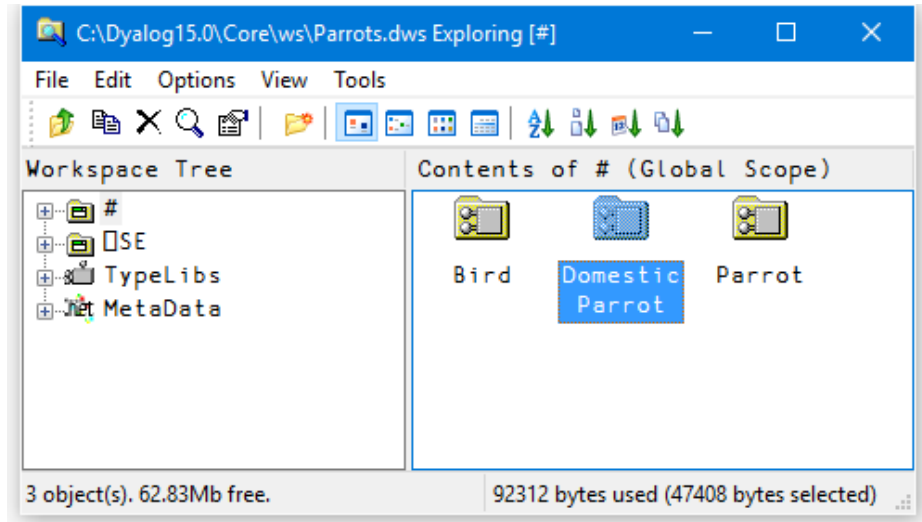 C:\Dyalog15.0\Core\ws\Parrots.dws Exploring [#]
File Edit Options View Tools
Workspace Tree
Contents of # (Global Scope)
#
⎕SE
TypeLibs
.Net MetaData
Bird
Domestic
Parrot
Parrot
3 object(s). 62.83Mb free.
92312 bytes used (47408 bytes selected)